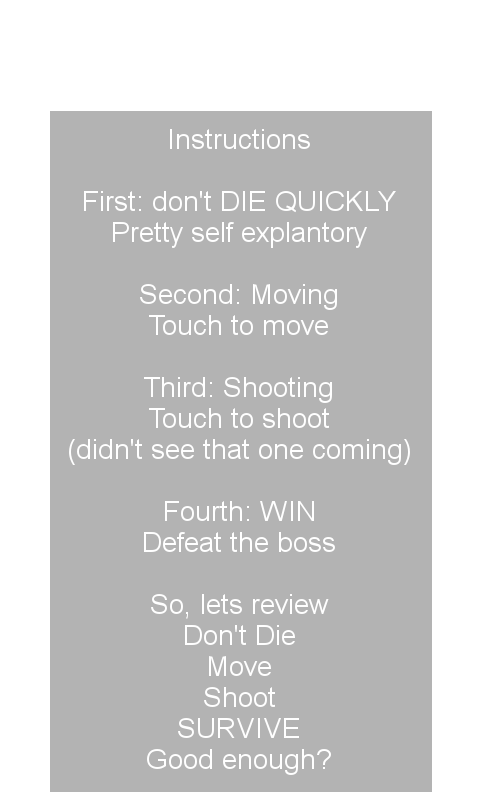 Instructions
First: don't DIE QUICKLY
Pretty self explantory
Second: Moving
Touch to move
Third: Shooting
Touch to shoot
(didn't see that one coming)
Fourth: WIN
Defeat the boss
So, lets review
Don't Die
Move
Shoot
SURVIVE
Good enough?